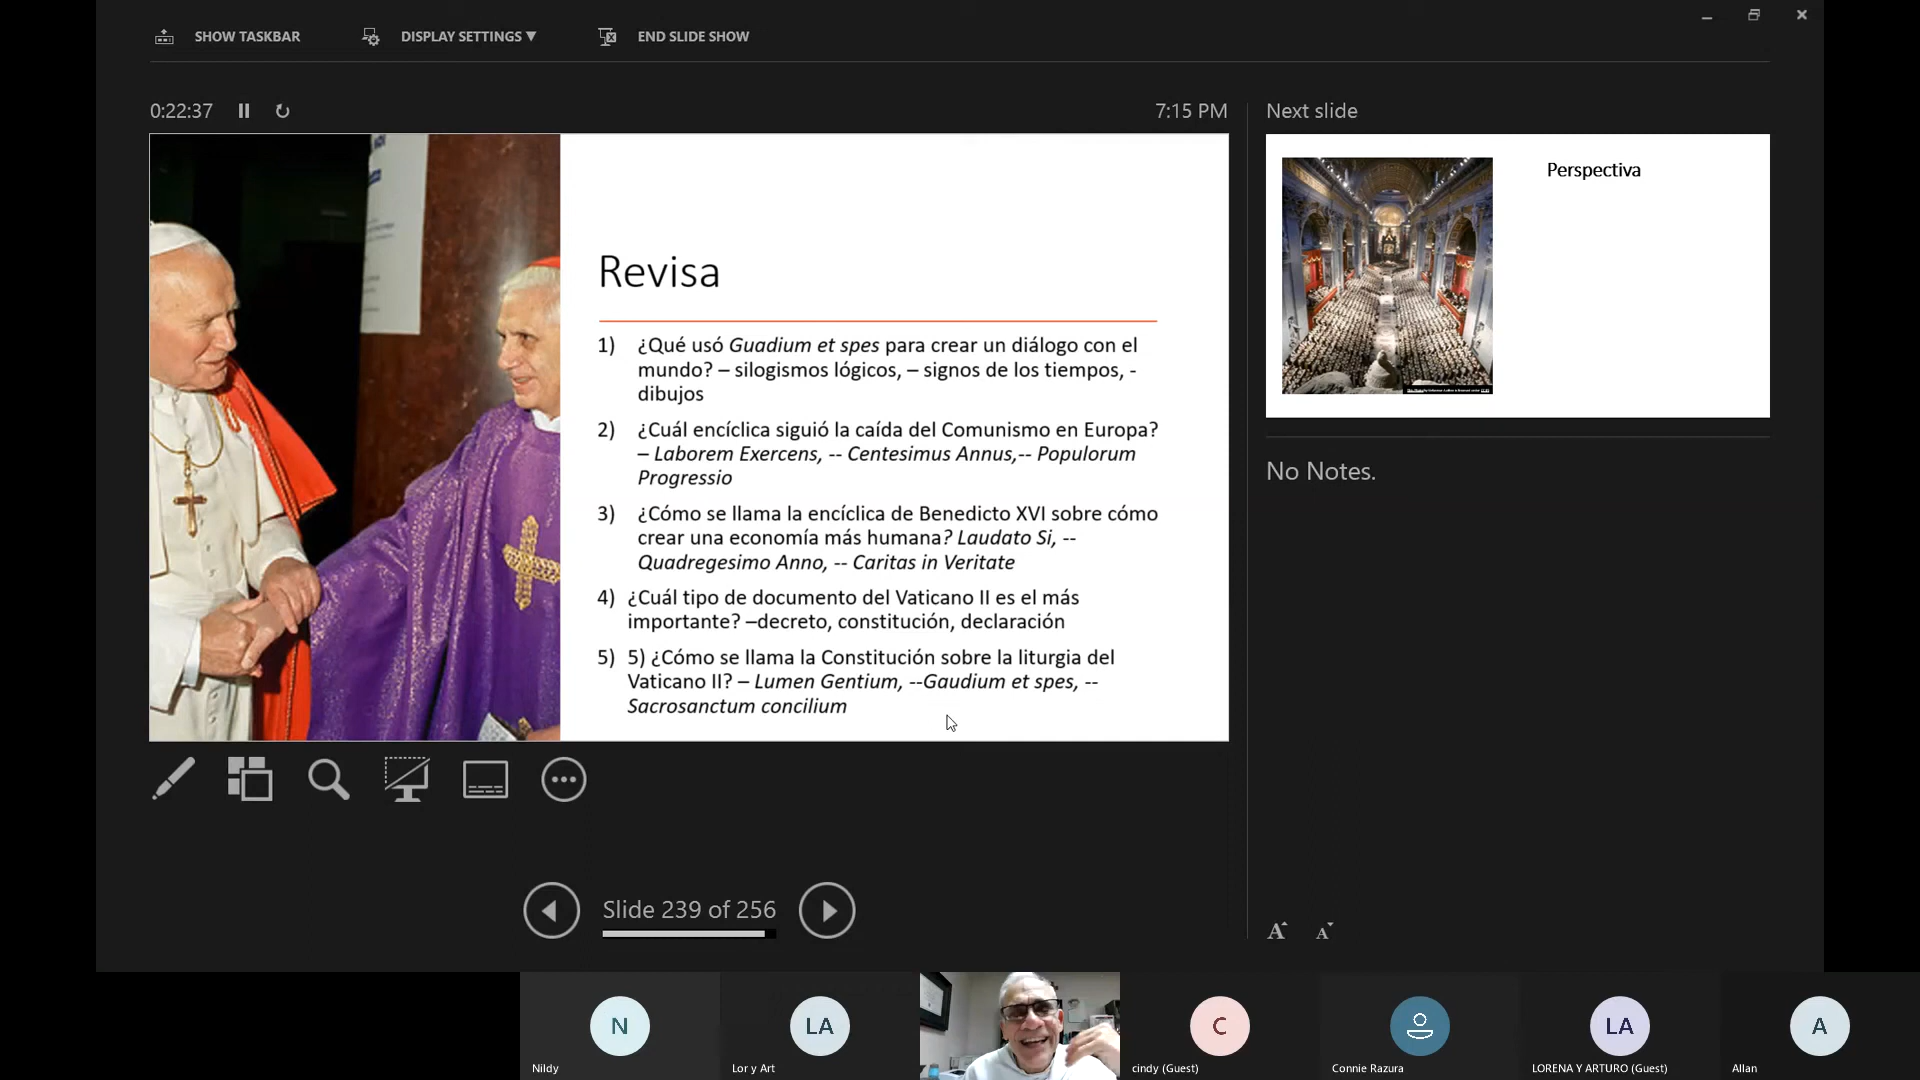 SHOW TASKBAR
DISPLAY SETTINGS ▼
END SLIDE SHOW
0:22:37
7:15 PM
Next slide
Revisa
1) ¿Qué usó Guadium et spes para crear un diálogo con el
mundo? – silogismos lógicos, – signos de los tiempos, -
dibujos
2) ¿Cuál encíclica siguió la caída del Comunismo en Europa?
– Laborem Exercens, -- Centesimus Annus,-- Populorum
Progressio
3) ¿Cómo se llama la encíclica de Benedicto XVI sobre cómo
crear una economía más humana? Laudato Si, --
Quadregesimo Anno, -- Caritas in Veritate
4) ¿Cuál tipo de documento del Vaticano II es el más
importante? –decreto, constitución, declaración
5) 5) ¿Cómo se llama la Constitución sobre la liturgia del
Vaticano II? – Lumen Gentium, --Gaudium et spes, --
Sacrosanctum concilium
Perspectiva
No Notes.
Slide 239 of 256
A A
N
LA
C
LA
A
Nildy
Lor y Art
cindy (Guest)
Connie Razura
LORENA Y ARTURO (Guest)
Allan